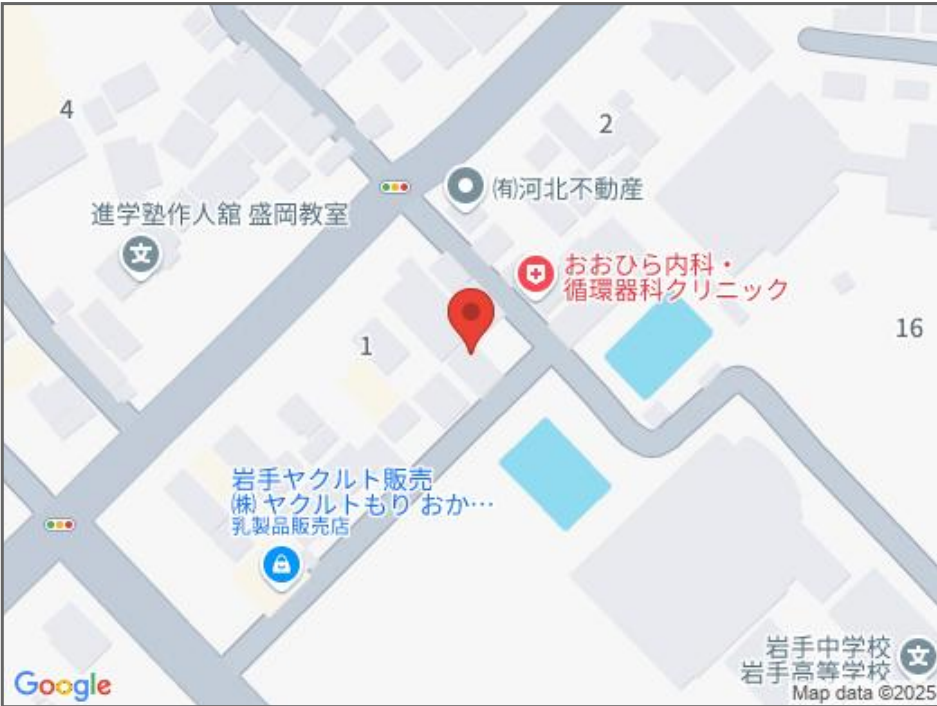 4
2
㈲河北不動産
進学塾作人舘 盛岡教室
おおひら内科・
循環器科クリニック
1
16
岩手ヤクルト販売
㈱ ヤクルトもり おか…
乳製品販売店
岩手中学校
岩手高等学校
Google
Map data ©2025